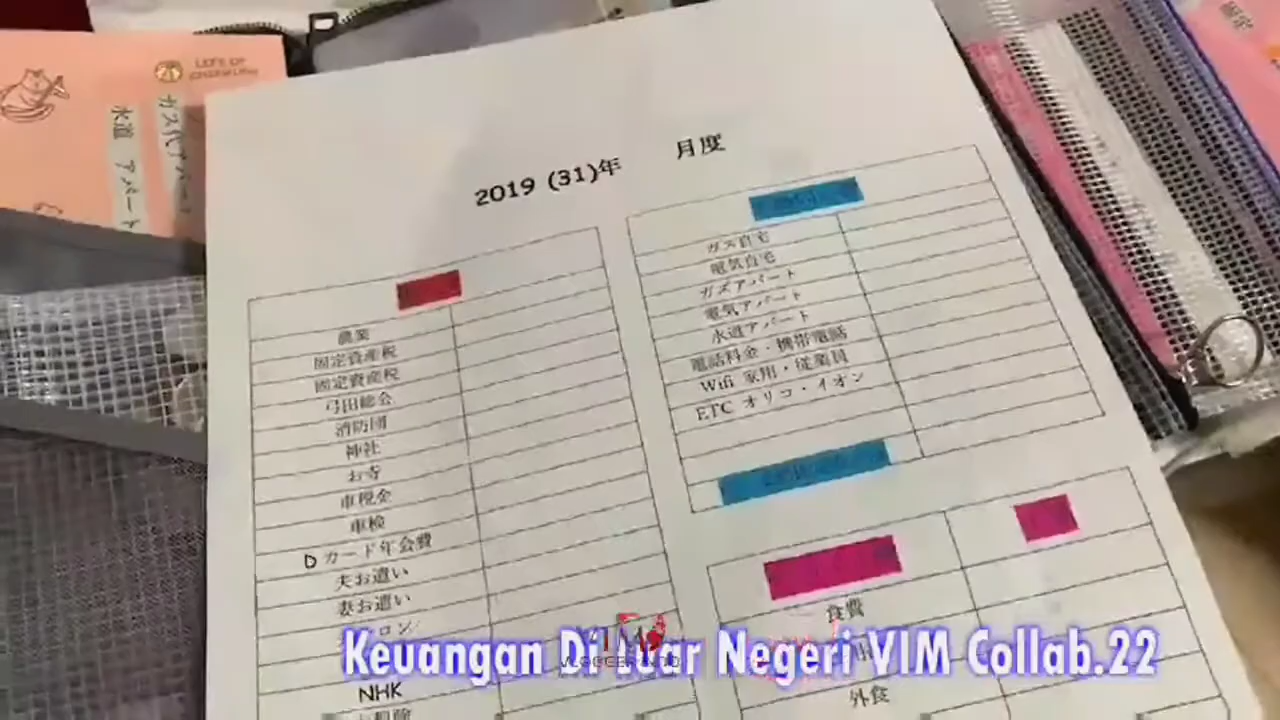 ガス代アパート
水道 アパート
2019 (31)年 月度
農業
固定資産税
固定資産税
弓田総会
消防団
神社
お寺
車税金
車検
D カード年会費
夫お遣い
妻お遣い
NHK
ガス自宅
電気自宅
ガスアパート
電気アパート
水道アパート
電話料金・携帯電話
Wifi 家用・従業員
ETC オリコ・イオン
食費
外食
Keuangan Di Luar Negeri VIM Collab.22